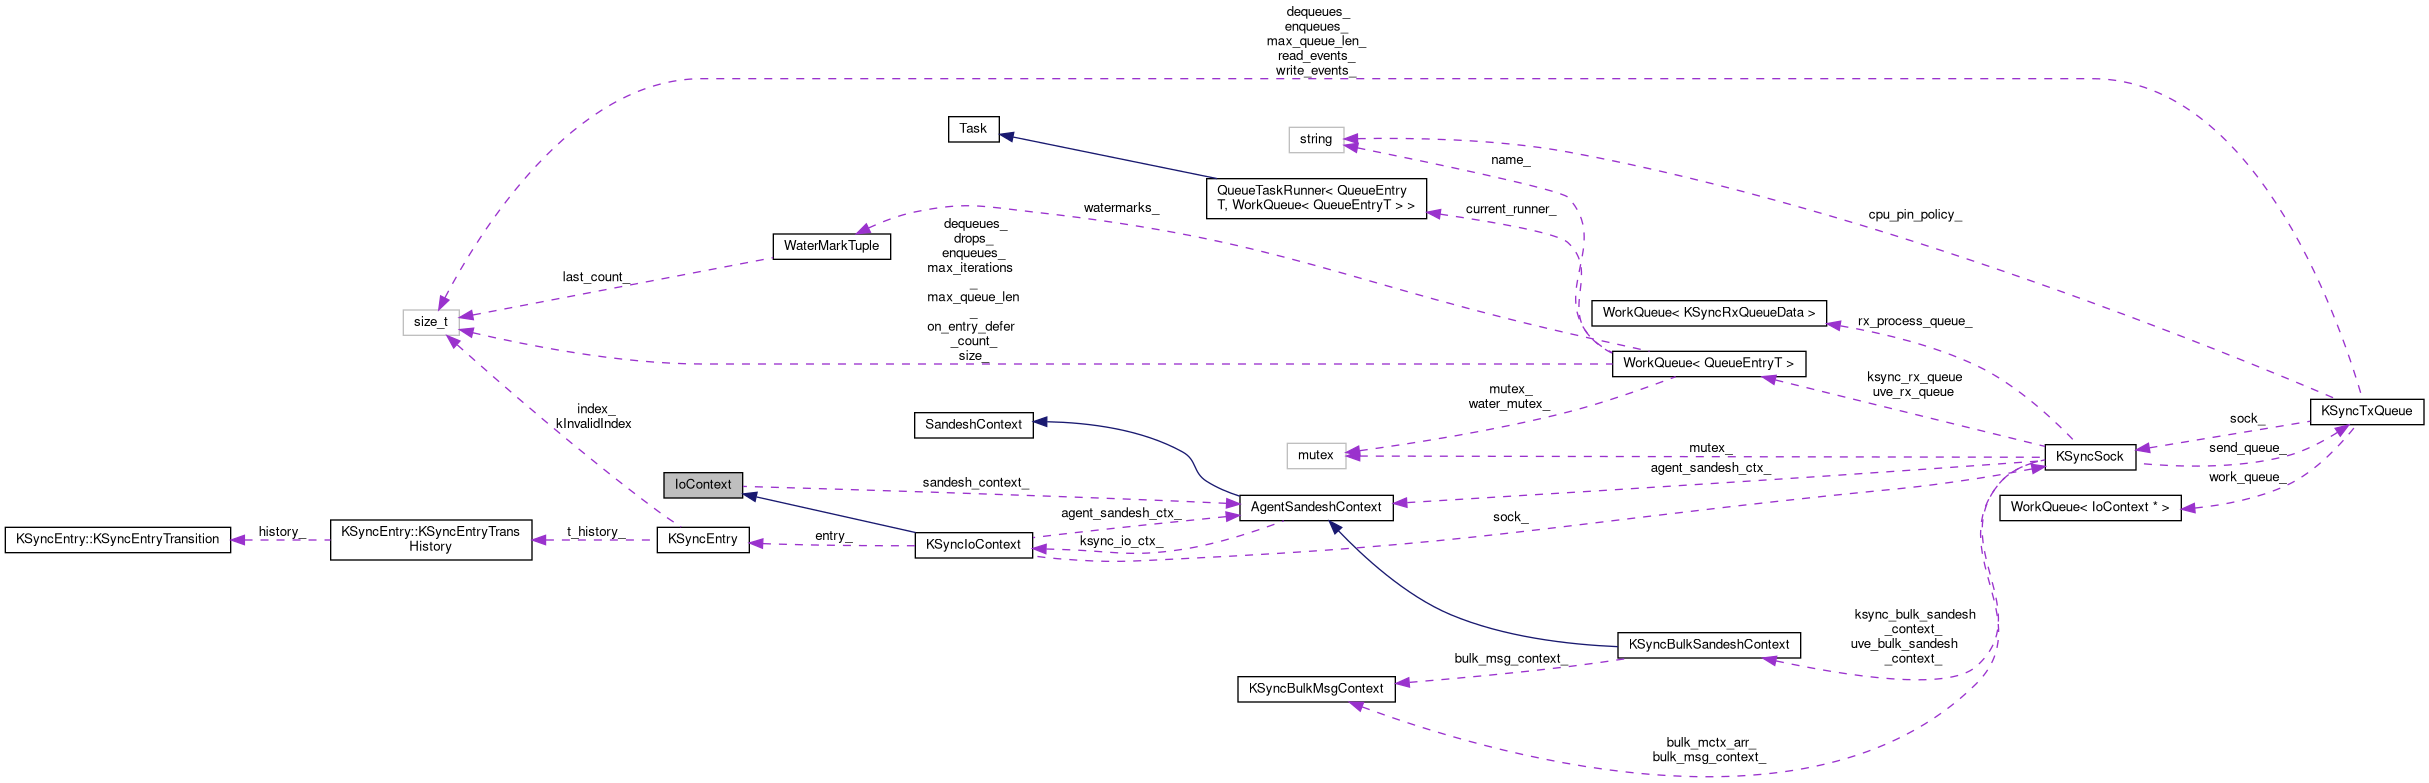 dequeues_
enqueues_
max_queue_len_
read_events_
write_events_
Task
string
name_
QueueTaskRunner< QueueEntry
T, WorkQueue< QueueEntryT > >
current_runner_
watermarks_
cpu_pin_policy_
WaterMarkTuple
dequeues_
drops_
enqueues_
max_iterations
_
max_queue_len
_
on_entry_defer
_count_
size_
last_count_
size_t
WorkQueue< KSyncRxQueueData >
rx_process_queue_
WorkQueue< QueueEntryT >
ksync_rx_queue
uve_rx_queue
mutex_
water_mutex_
index_
kInvalidIndex
SandeshContext
KSyncTxQueue
sock_
mutex
mutex_
KSyncSock
send_queue_
agent_sandesh_ctx_
work_queue_
IoContext
sandesh_context_
AgentSandeshContext
WorkQueue< IoContext * >
agent_sandesh_ctx_
sock_
KSyncEntry::KSyncEntryTransition
history_
KSyncEntry::KSyncEntryTrans
History
t_history_
KSyncEntry
entry_
KSyncIoContext
ksync_io_ctx_
ksync_bulk_sandesh
_context_
uve_bulk_sandesh
_context_
KSyncBulkSandeshContext
bulk_msg_context_
KSyncBulkMsgContext
bulk_mctx_arr_
bulk_msg_context_